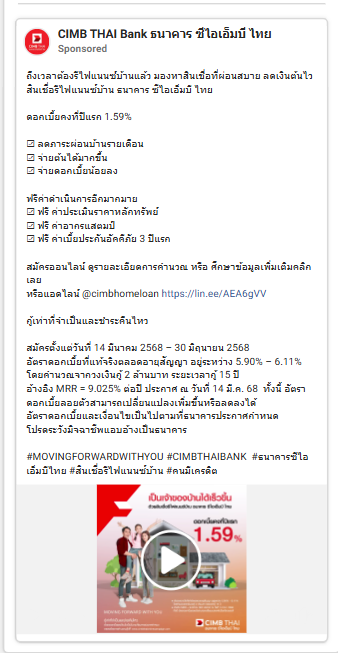 CIMB THAI Bank ธนาคาร ซีไอเอ็มบี ไทย
Sponsored
ถึงเวลาต้องรีไฟแนนซ์บ้านแล้ว มองหาสินเชื่อที่ผ่อนสบาย ลดเงินต้นไว
สินเชื่อรีไฟแนนซ์บ้าน ธนาคาร ซีไอเอ็มบี ไทย
ดอกเบี้ยคงที่ปีแรก 1.59%
☑ ลดภาระผ่อนบ้านรายเดือน
☑ จ่ายต้นได้มากขึ้น
☑ จ่ายดอกเบี้ยน้อยลง
ฟรีค่าดำเนินการอีกมากมาย
☑ ฟรี ค่าประเมินราคาหลักทรัพย์
☑ ฟรี ค่าอากรแสตมป์
☑ ฟรี ค่าเบี้ยประกันอัคคีภัย 3 ปีแรก
สมัครออนไลน์ ดูรายละเอียดการคำนวณ หรือ ศึกษาข้อมูลเพิ่มเติมคลิก
เลย
หรือแอดไลน์ @cimbhomeloan https://lin.ee/AEA6gVV
กู้เท่าที่จำเป็นและชำระคืนไหว
สมัครตั้งแต่วันที่ 14 มีนาคม 2568 – 30 มิถุนายน 2568
อัตราดอกเบี้ยที่แท้จริงตลอดอายุสัญญา อยู่ระหว่าง 5.90% – 6.11%
โดยคำนวณจากวงเงินกู้ 2 ล้านบาท ระยะเวลากู้ 15 ปี
อ้างอิง MRR = 9.025% ต่อปี ประกาศ ณ วันที่ 14 มี.ค. 68 ทั้งนี้ อัตรา
ดอกเบี้ยลอยตัวสามารถเปลี่ยนแปลงเพิ่มขึ้นหรือลดลงได้
อัตราดอกเบี้ยและเงื่อนไขเป็นไปตามที่ธนาคารประกาศกำหนด
โปรดระวังมิจฉาชีพแอบอ้างเป็นธนาคาร
#MOVINGFORWARDWITHYOU #CIMBTHAIBANK #ธนาคารซีไอ
เอ็มบีไทย #สินเชื่อรีไฟแนนซ์บ้าน #คนมีเครดิต
เป็นเจ้าของบ้านได้เร็วขึ้น
ดอกเบี้ยคงที่ปีแรก
1.59%
MOVING FORWARD WITH YOU
CIMB THAI